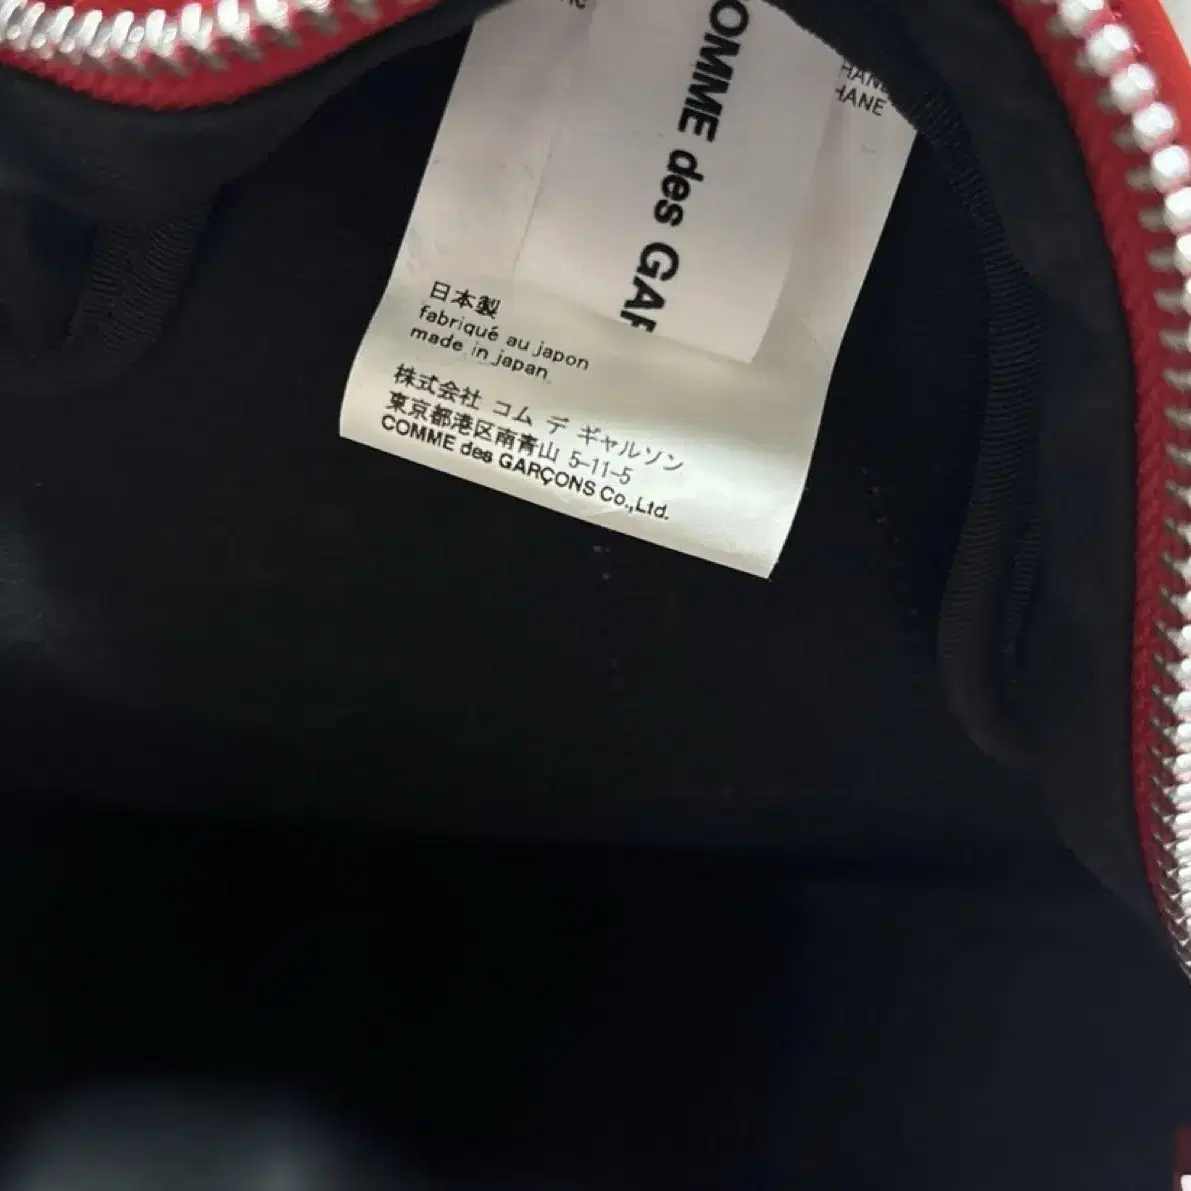 COMME des GAR
日本製
fabriqué au japon
made in japan
株式会社 コム デ ギャルソン
東京都港区南青山 5-11-5
COMME des GARÇONS Co.,Ltd.